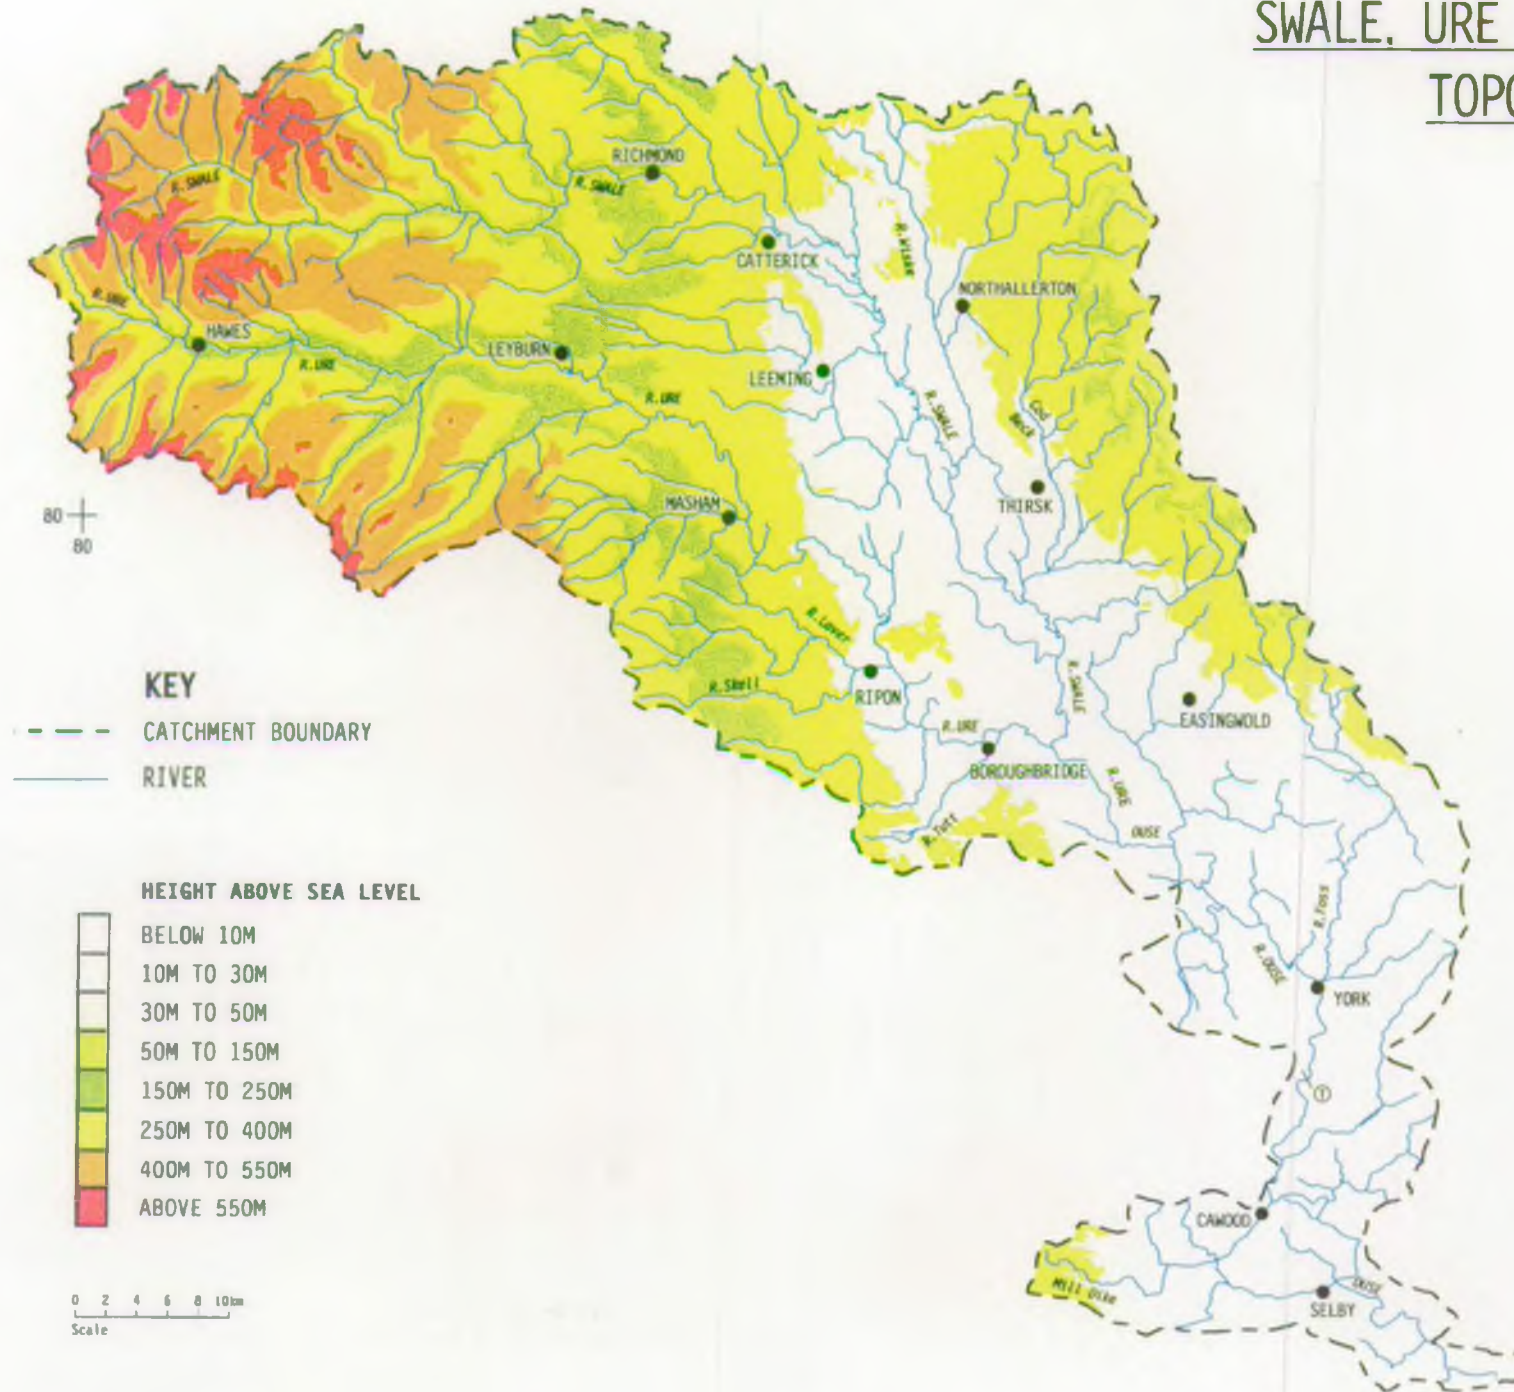 SWALE, URE
TOPO
RICHMOND
R.SWALE
R.SWALE
R.Wiske
CATTERICK
NORTHALLERTON
R.URE
HAWES
R.URE
LEYBURN
LEEMING
R.URE
R.SWALE
Cod
Beck
MASHAM
THIRSK
80
80
R.Laver
R.Skell
RIPON
R.SWALE
EASINGWOLD
R.URE
BOROUGHBRIDGE
R.URE
R.Tutt
OUSE
R.Foss
R.OUSE
YORK
KEY
CATCHMENT BOUNDARY
RIVER
HEIGHT ABOVE SEA LEVEL
BELOW 10M
10M TO 30M
30M TO 50M
50M TO 150M
150M TO 250M
250M TO 400M
400M TO 550M
ABOVE 550M
CAWOOD
Mill Dike
OUSE
SELBY
0 2 4 6 8 10km
Scale